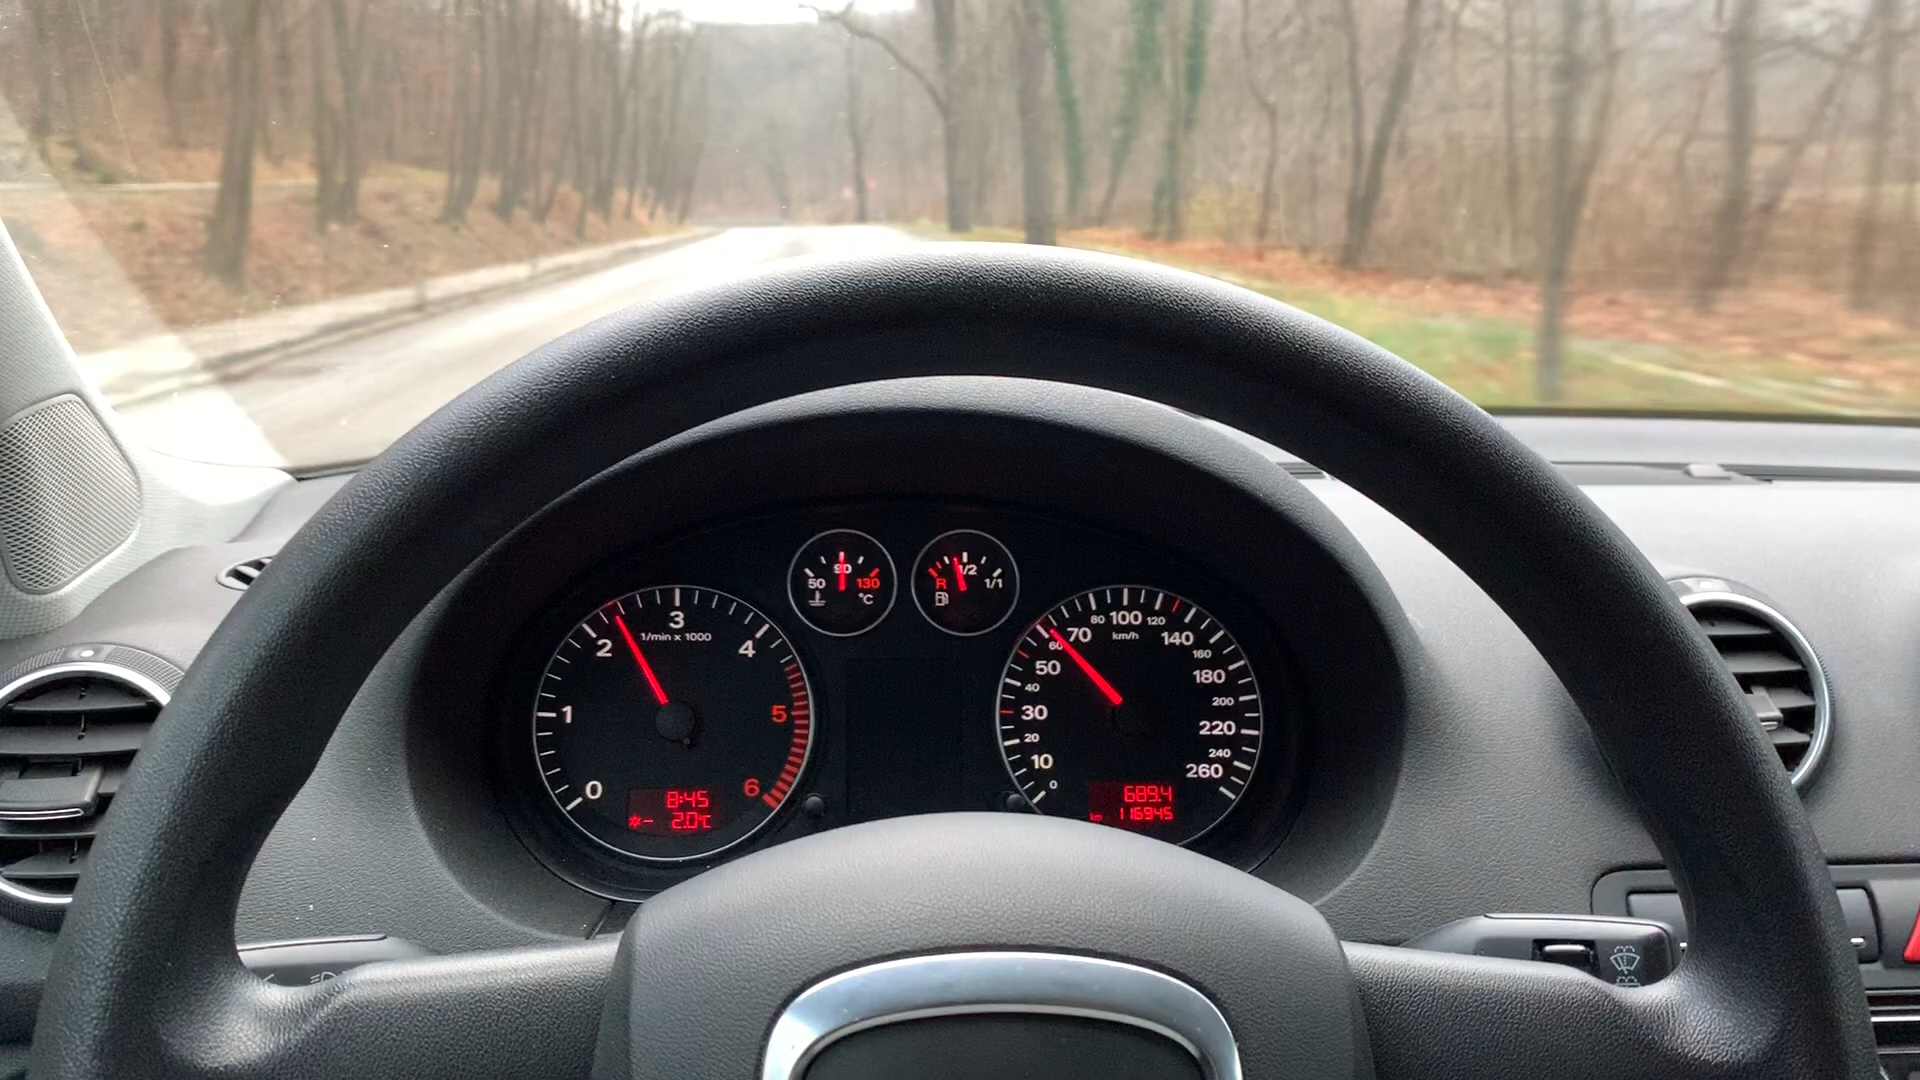 50 90 130
°C
R 1/2 1/1
0 1 2 3 4 5 6
1/min x 1000
8:45
- 2.0°C
0 10 20 30 40 50 60 70 80 100 120 140 160 180 200 220 240 260
km/h
689.4
km 116945